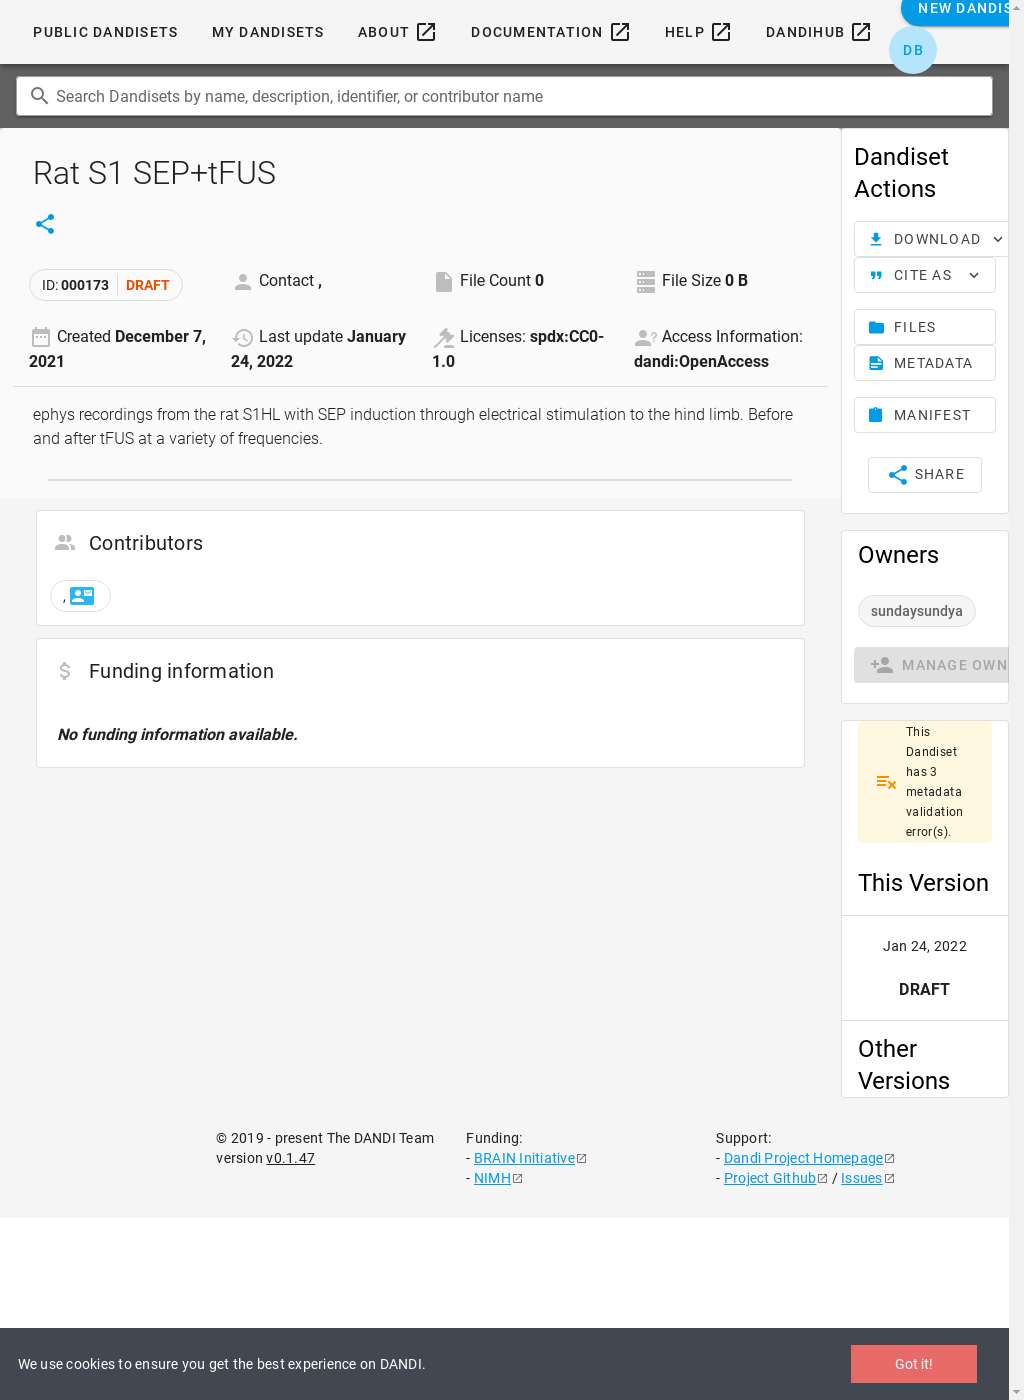 NEW DANDIS
PUBLIC DANDISETS MY DANDISETS ABOUT DOCUMENTATION HELP DANDIHUB
DB
Search Dandisets by name, description, identifier, or contributor name
Rat S1 SEP+tFUS
ID: 000173 DRAFT
Contact ,
File Count 0
File Size 0 B
Created December 7,
2021
Last update January
24, 2022
Licenses: spdx:CC0-
1.0
Access Information:
dandi:OpenAccess
ephys recordings from the rat S1HL with SEP induction through electrical stimulation to the hind limb. Before
and after tFUS at a variety of frequencies.
Contributors
,
Funding information
No funding information available.
Dandiset
Actions
DOWNLOAD
CITE AS
FILES
METADATA
MANIFEST
SHARE
Owners
sundaysundya
MANAGE OWN
This
Dandiset
has 3
metadata
validation
error(s).
This Version
Jan 24, 2022
DRAFT
Other
Versions
© 2019 - present The DANDI Team
version v0.1.47
Funding:
- BRAIN Initiative
- NIMH
Support:
- Dandi Project Homepage
- Project Github / Issues
We use cookies to ensure you get the best experience on DANDI.
Got it!